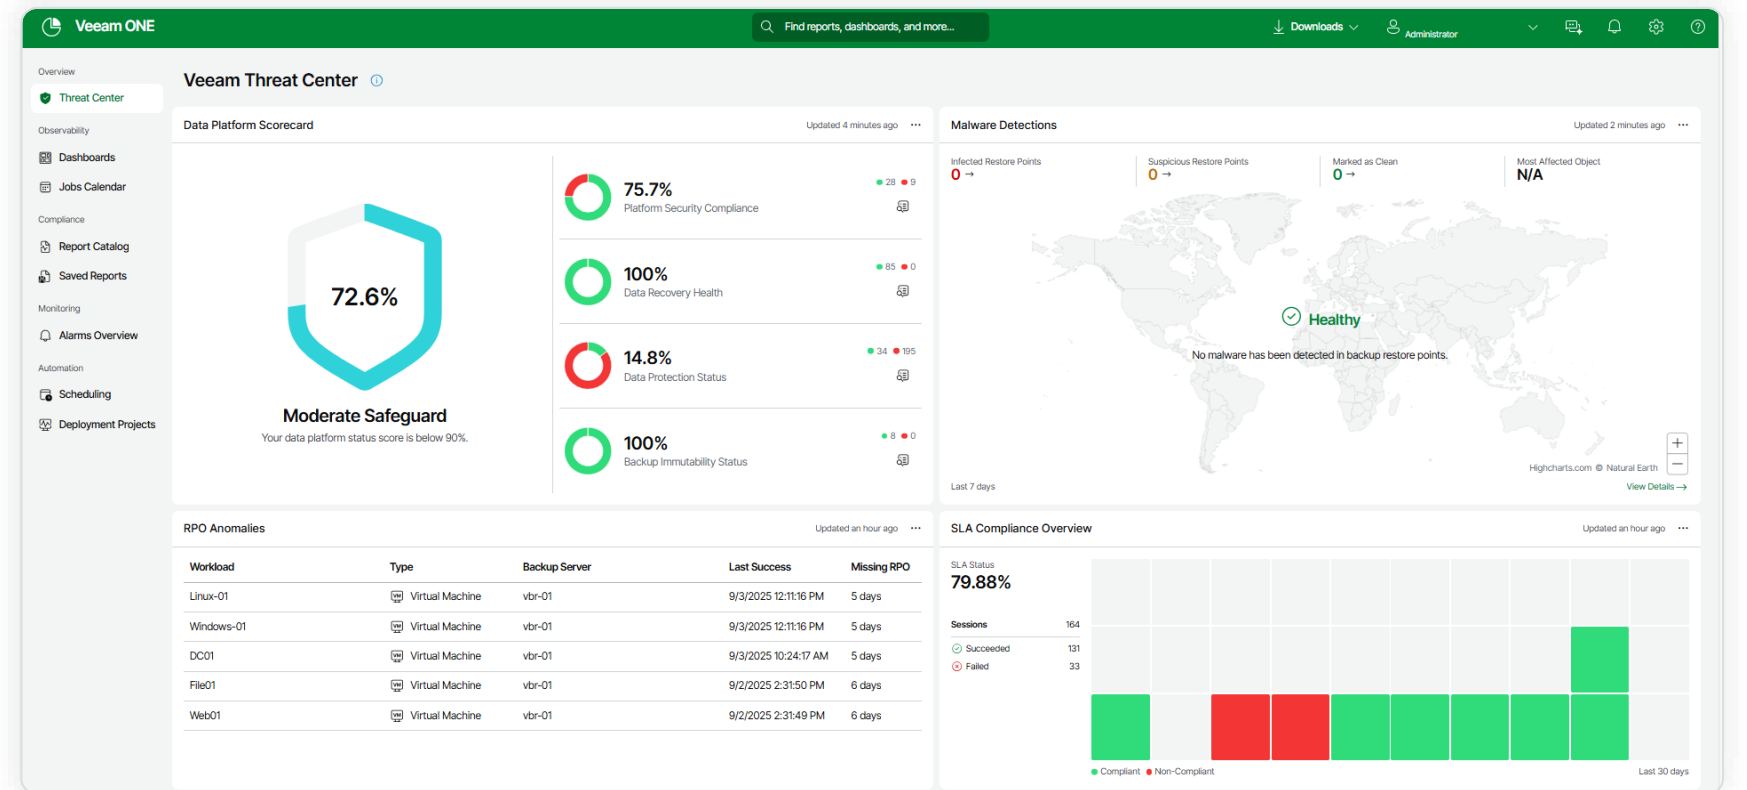 Veeam ONE
Find reports, dashboards, and more...
Downloads
Administrator
Overview
Threat Center
Observability
Dashboards
Jobs Calendar
Compliance
Report Catalog
Saved Reports
Monitoring
Alarms Overview
Automation
Scheduling
Deployment Projects
Veeam Threat Center
Data Platform Scorecard
Updated 4 minutes ago
72.6%
Moderate Safeguard
Your data platform status score is below 90%.
75.7%
Platform Security Compliance
28 9
100%
Data Recovery Health
85 0
14.8%
Data Protection Status
34 195
100%
Backup Immutability Status
8 0
Malware Detections
Updated 2 minutes ago
Infected Restore Points
0 →
Suspicious Restore Points
0 →
Marked as Clean
0 →
Most Affected Object
N/A
Healthy
No malware has been detected in backup restore points.
+
−
Highcharts.com © Natural Earth
Last 7 days
View Details →
RPO Anomalies
Updated an hour ago
Workload Type Backup Server Last Success Missing RPO
Linux-01 Virtual Machine vbr-01 9/3/2025 12:11:16 PM 5 days
Windows-01 Virtual Machine vbr-01 9/3/2025 12:11:16 PM 5 days
DC01 Virtual Machine vbr-01 9/3/2025 10:24:17 AM 5 days
File01 Virtual Machine vbr-01 9/2/2025 2:31:50 PM 6 days
Web01 Virtual Machine vbr-01 9/2/2025 2:31:49 PM 6 days
SLA Compliance Overview
Updated an hour ago
SLA Status
79.88%
Sessions 164
Succeeded 131
Failed 33
Compliant Non-Compliant
Last 30 days